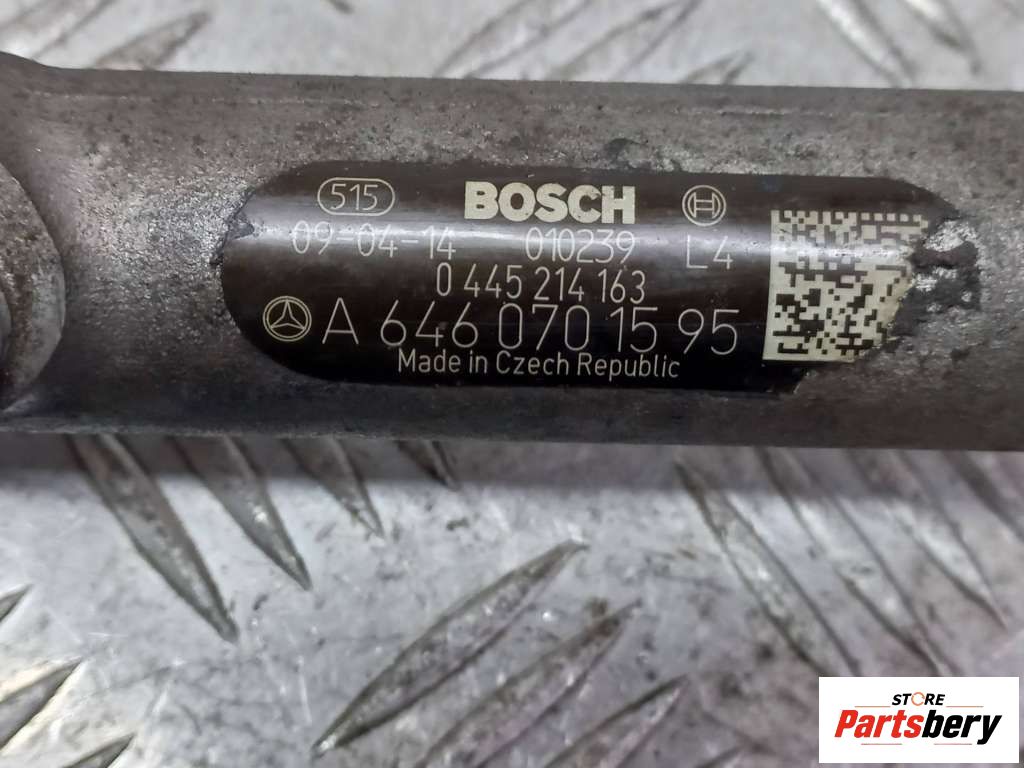 515 BOSCH
09-04-14 010239 L4
0 445 214 163
A 646 070 15 95
Made in Czech Republic
STORE
Partsbery